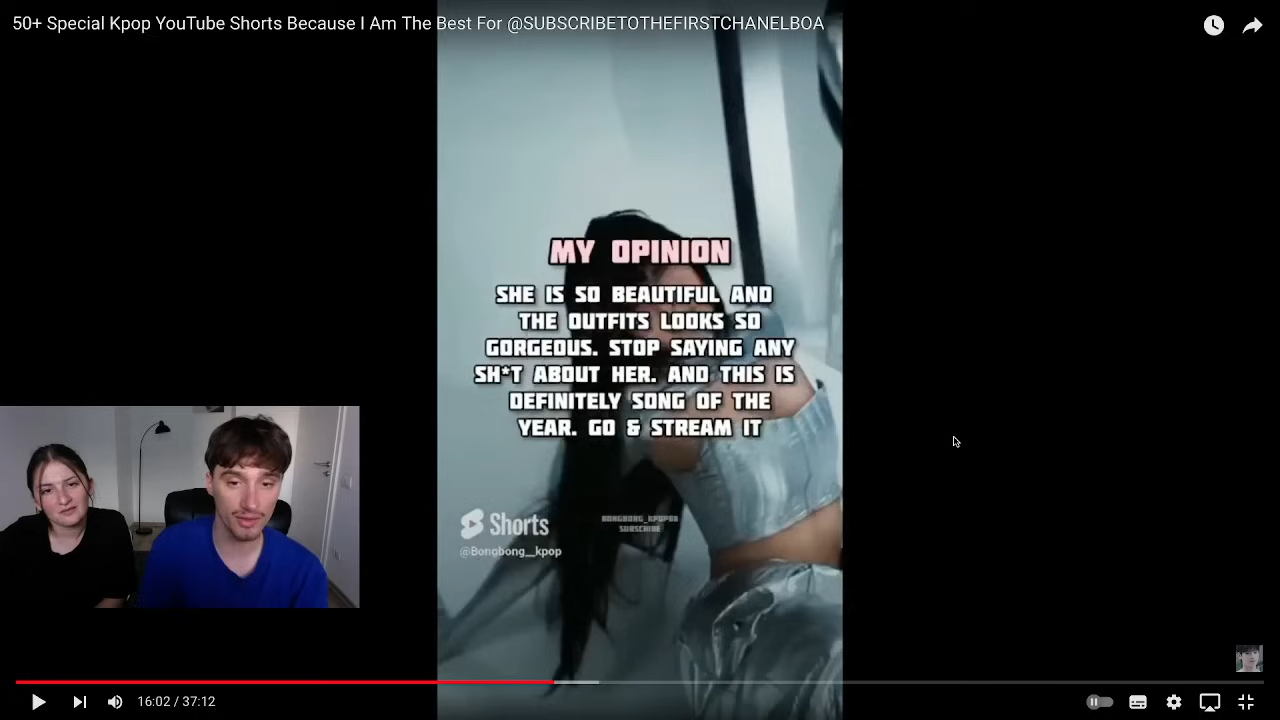 50+ Special Kpop YouTube Shorts Because I Am The Best For @SUBSCRIBETOTHEFIRSTCHANELBOA
MY OPINION
SHE IS SO BEAUTIFUL AND
THE OUTFITS LOOKS SO
GORGEOUS. STOP SAYING ANY
SH*T ABOUT HER. AND THIS IS
DEFINITELY SONG OF THE
YEAR. GO & STREAM IT
Shorts
SUBSCRIBE
@Bongbong__kpop
16:02 / 37:12